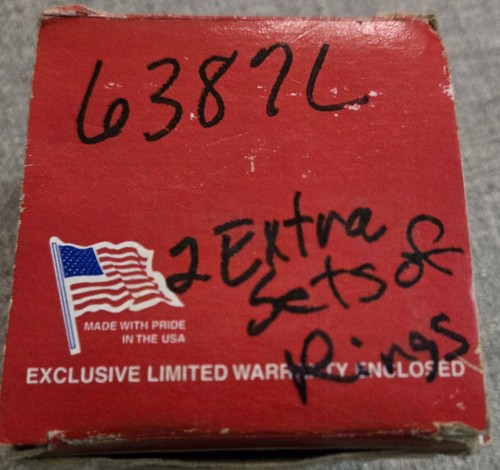 6387L
2 Extra
Sets of
Rings
MADE WITH PRIDE
IN THE USA
EXCLUSIVE LIMITED WARRANTY ENCLOSED